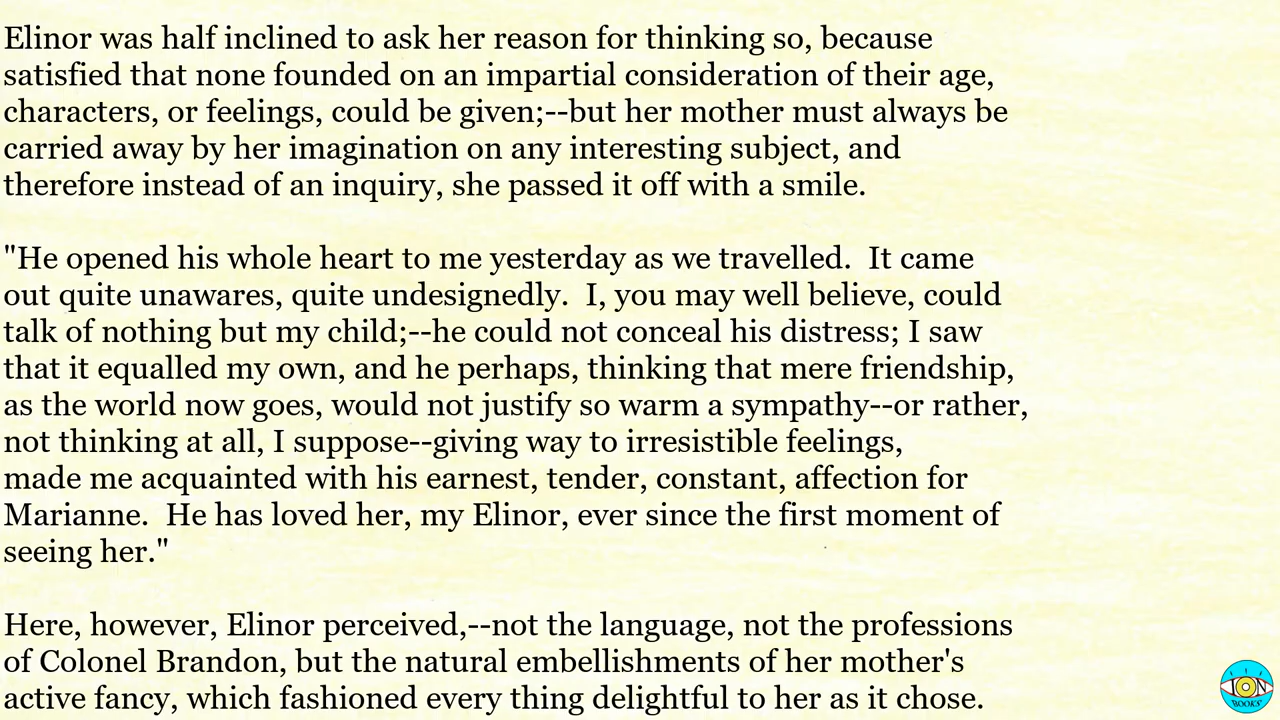 Elinor was half inclined to ask her reason for thinking so, because
satisfied that none founded on an impartial consideration of their age,
characters, or feelings, could be given;--but her mother must always be
carried away by her imagination on any interesting subject, and
therefore instead of an inquiry, she passed it off with a smile.
"He opened his whole heart to me yesterday as we travelled.  It came
out quite unawares, quite undesignedly.  I, you may well believe, could
talk of nothing but my child;--he could not conceal his distress; I saw
that it equalled my own, and he perhaps, thinking that mere friendship,
as the world now goes, would not justify so warm a sympathy--or rather,
not thinking at all, I suppose--giving way to irresistible feelings,
made me acquainted with his earnest, tender, constant, affection for
Marianne.  He has loved her, my Elinor, ever since the first moment of
seeing her."
Here, however, Elinor perceived,--not the language, not the professions
of Colonel Brandon, but the natural embellishments of her mother's
active fancy, which fashioned every thing delightful to her as it chose.
ION
BOOKS